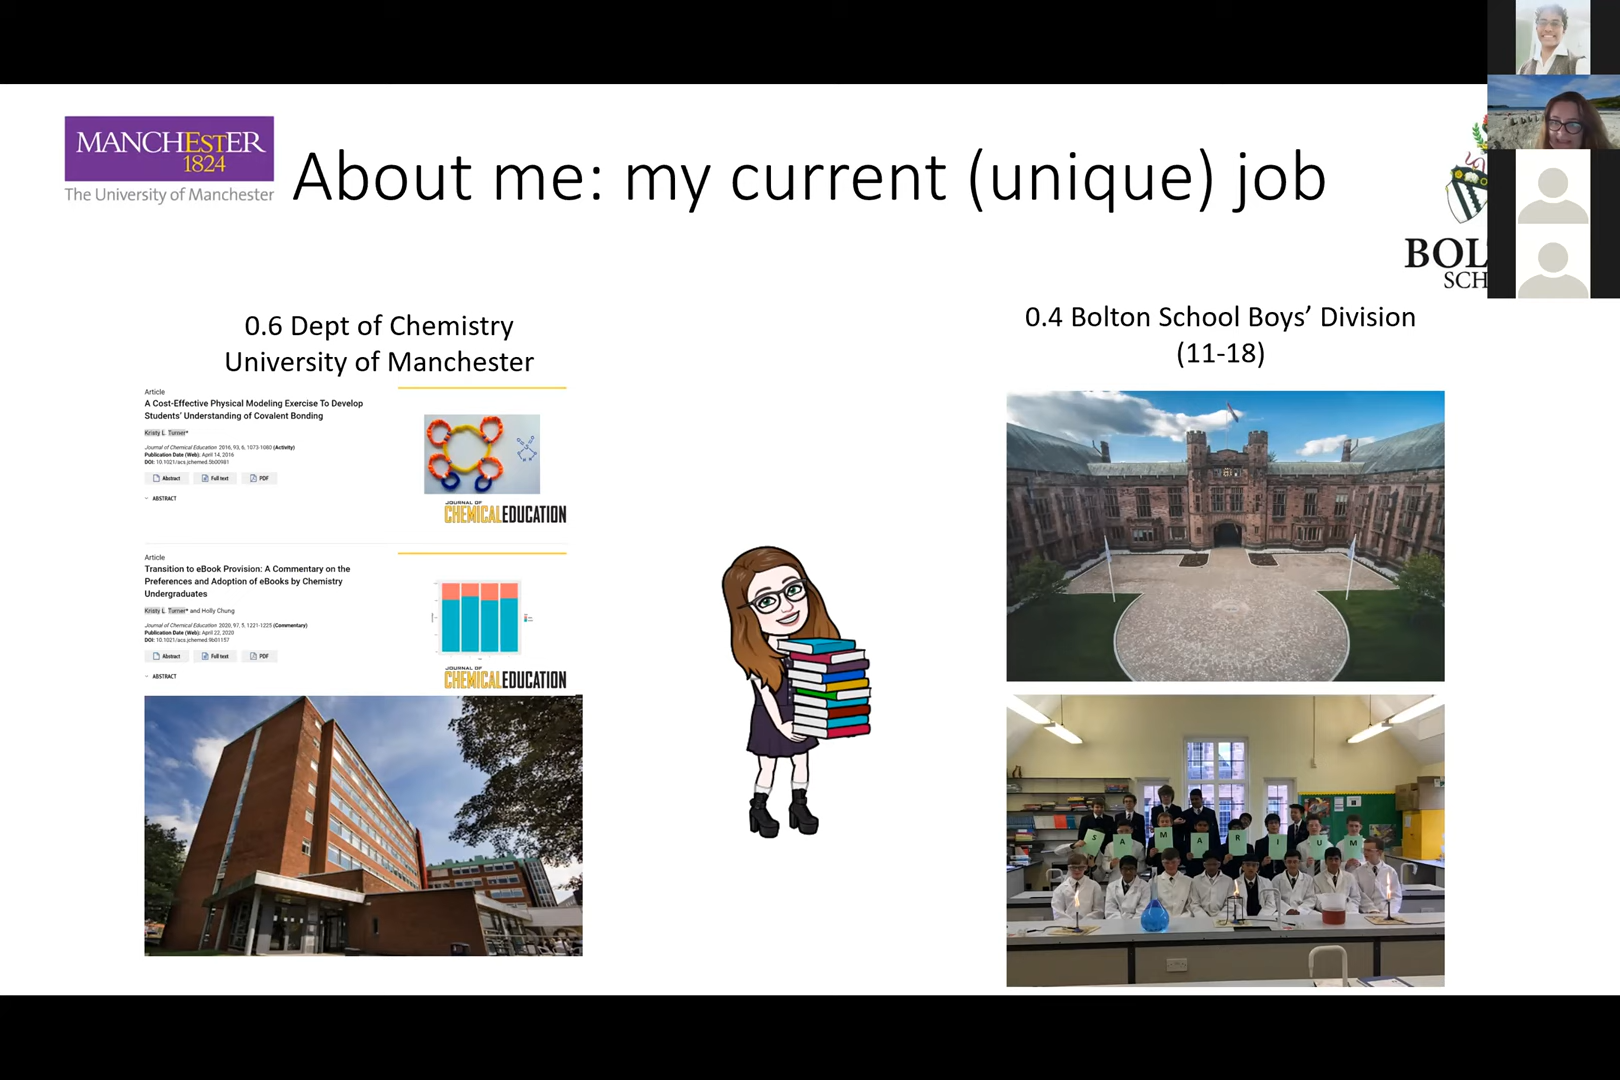 MANCHESTER
1824
The University of Manchester
About me: my current (unique) job
BOL
SCH
0.6 Dept of Chemistry
University of Manchester
Article
A Cost-Effective Physical Modeling Exercise To Develop
Students' Understanding of Covalent Bonding
Kristy L. Turner*
Journal of Chemical Education 2016, 93, 6, 1073-1080 (Activity)
Publication Date (Web): April 14, 2016
DOI: 10.1021/acs.jchemed.5b00981
Abstract Full text PDF
ABSTRACT
JOURNAL OF
CHEMICALEDUCATION
Article
Transition to eBook Provision: A Commentary on the
Preferences and Adoption of eBooks by Chemistry
Undergraduates
Kristy L. Turner* and Holly Chung
Journal of Chemical Education 2020, 97, 5, 1221-1225 (Commentary)
Publication Date (Web): April 22, 2020
DOI: 10.1021/acs.jchemed.9b01157
Abstract Full text PDF
ABSTRACT
JOURNAL OF
CHEMICALEDUCATION
0.4 Bolton School Boys' Division
(11-18)
S A M A R I U M